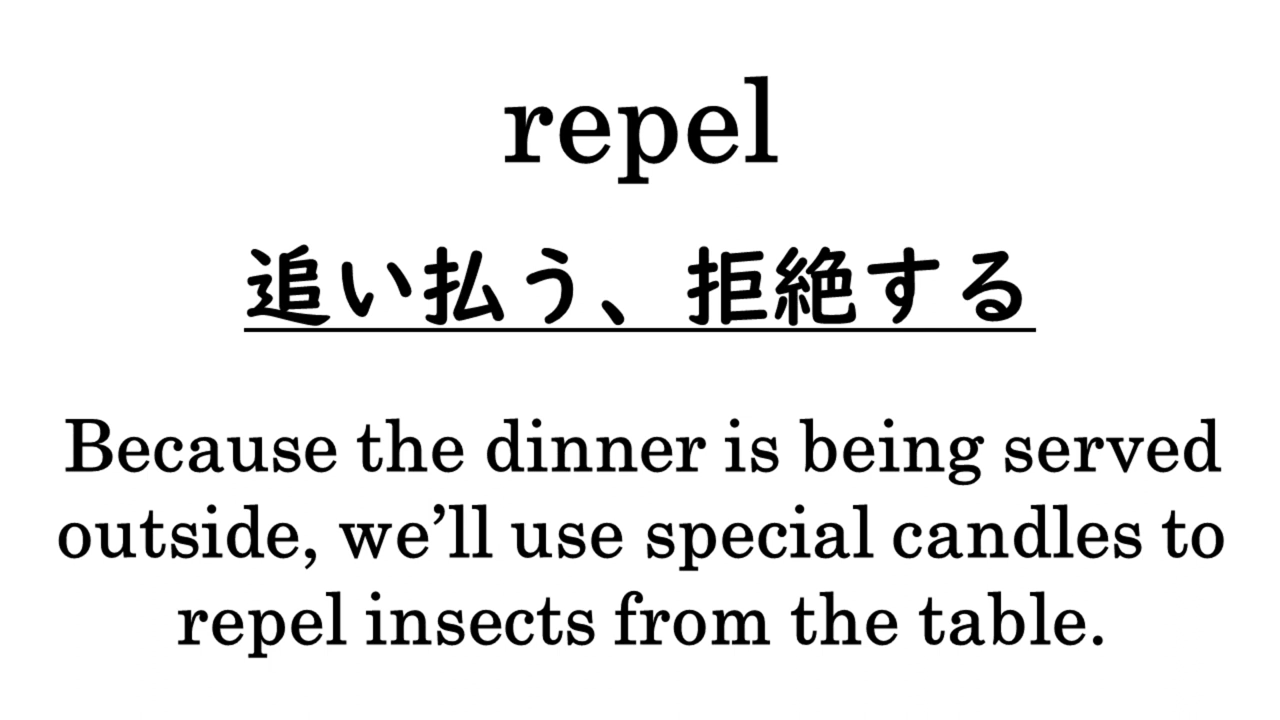 repel
追い払う、拒絶する
Because the dinner is being served
outside, we’ll use special candles to
repel insects from the table.